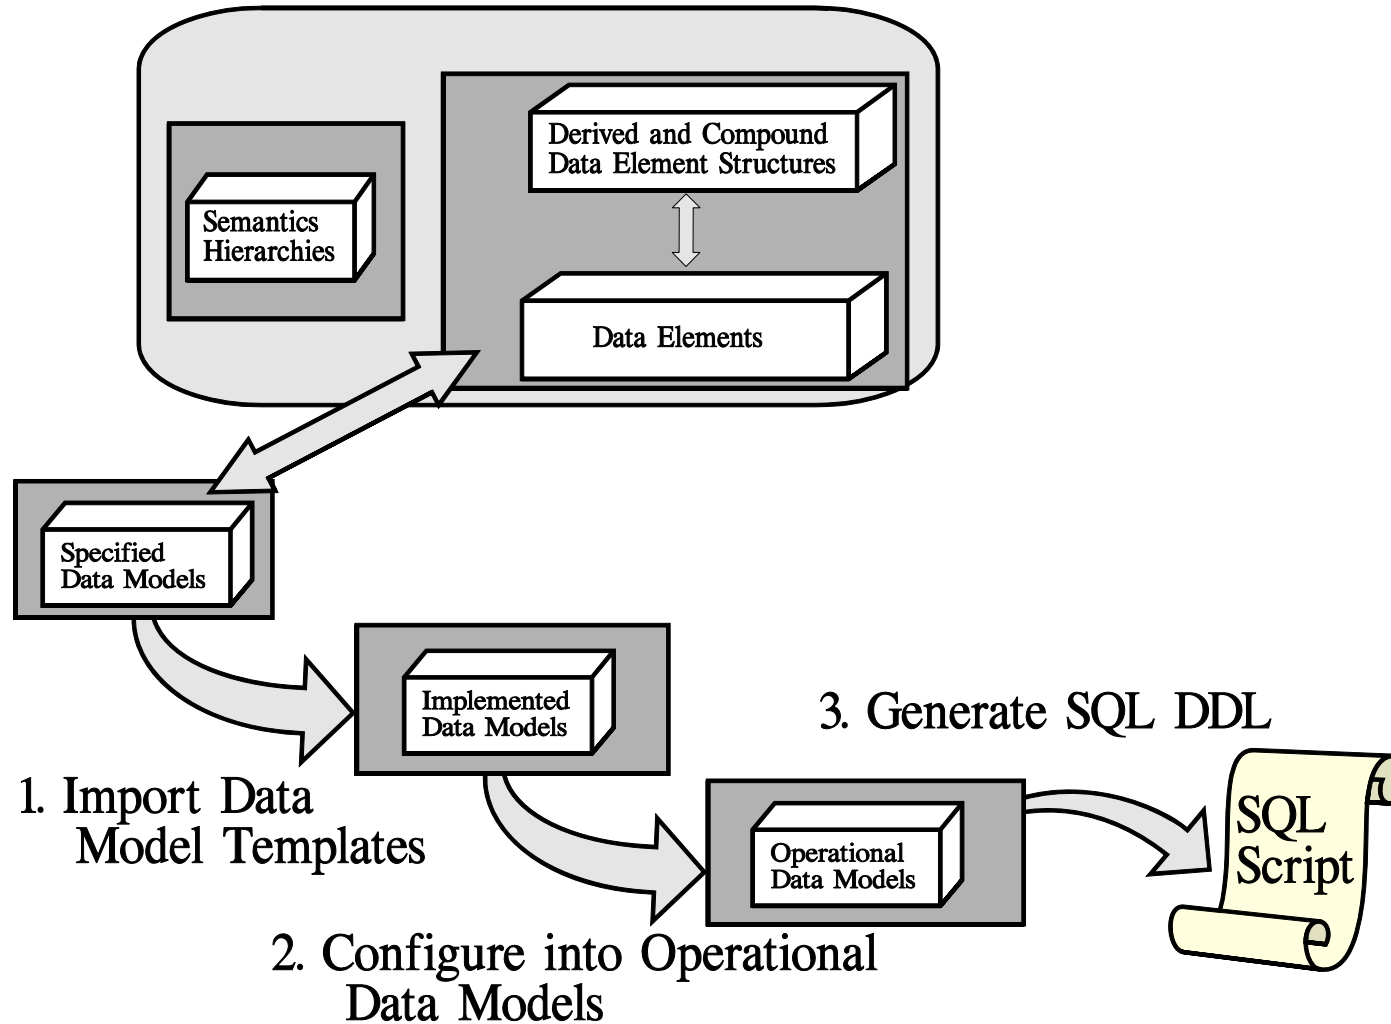 Derived and Compound
Data Element Structures
Semantics
Hierarchies
Data Elements
Specified
Data Models
Implemented
Data Models
3. Generate SQL DDL
1. Import Data
Model Templates
SQL
Script
Operational
Data Models
2. Configure into Operational
Data Models